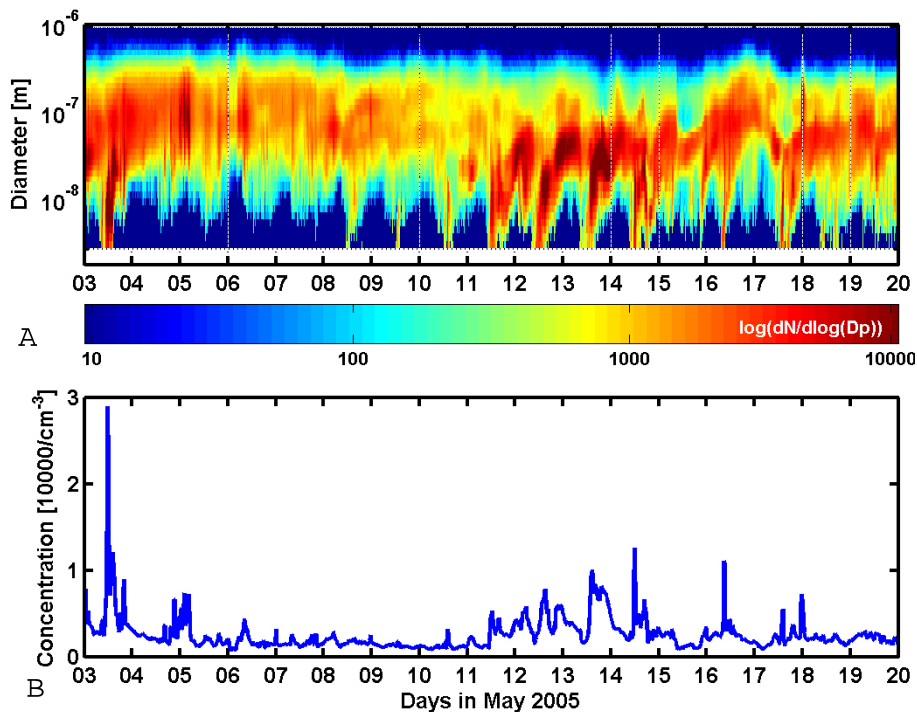 10^-6
10^-7
10^-8
Diameter [m]
03 04 05 06 07 08 09 10 11 12 13 14 15 16 17 18 19 20
log(dN/dlog(Dp))
A
10 100 1000 10000
3
2
1
0
Concentration [10000/cm^-3]
03 04 05 06 07 08 09 10 11 12 13 14 15 16 17 18 19 20
B
Days in May 2005